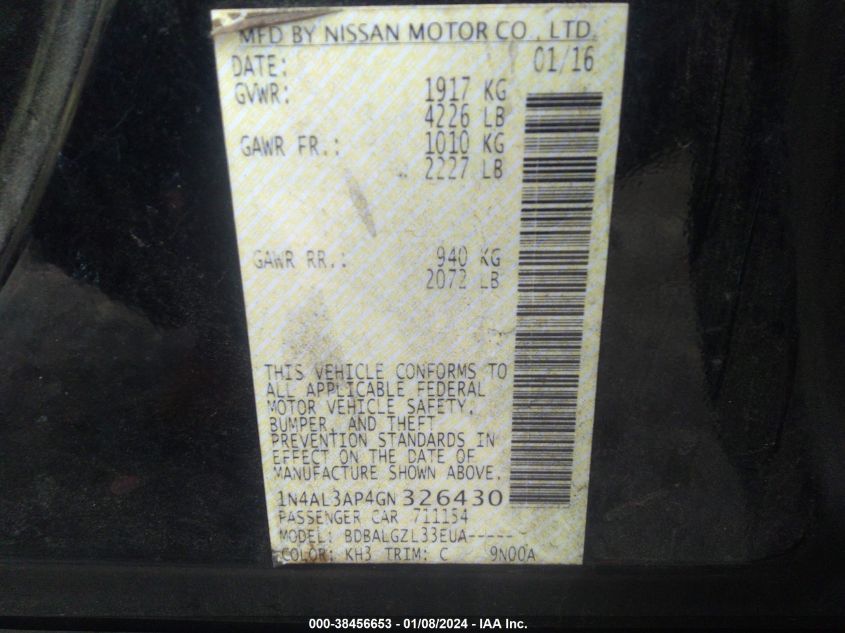 MFD BY NISSAN MOTOR CO., LTD.
DATE: 01/16
GVWR: 1917 KG
4226 LB
GAWR FR.: 1010 KG
2227 LB
GAWR RR.: 940 KG
2072 LB
THIS VEHICLE CONFORMS TO
ALL APPLICABLE FEDERAL
MOTOR VEHICLE SAFETY,
BUMPER, AND THEFT
PREVENTION STANDARDS IN
EFFECT ON THE DATE OF
MANUFACTURE SHOWN ABOVE.
1N4AL3AP4GN326430
PASSENGER CAR 711154
MODEL: BDBALGZL33EUA-----
COLOR: KH3 TRIM: C 9N00A
000-38456653 - 01/08/2024 - IAA Inc.